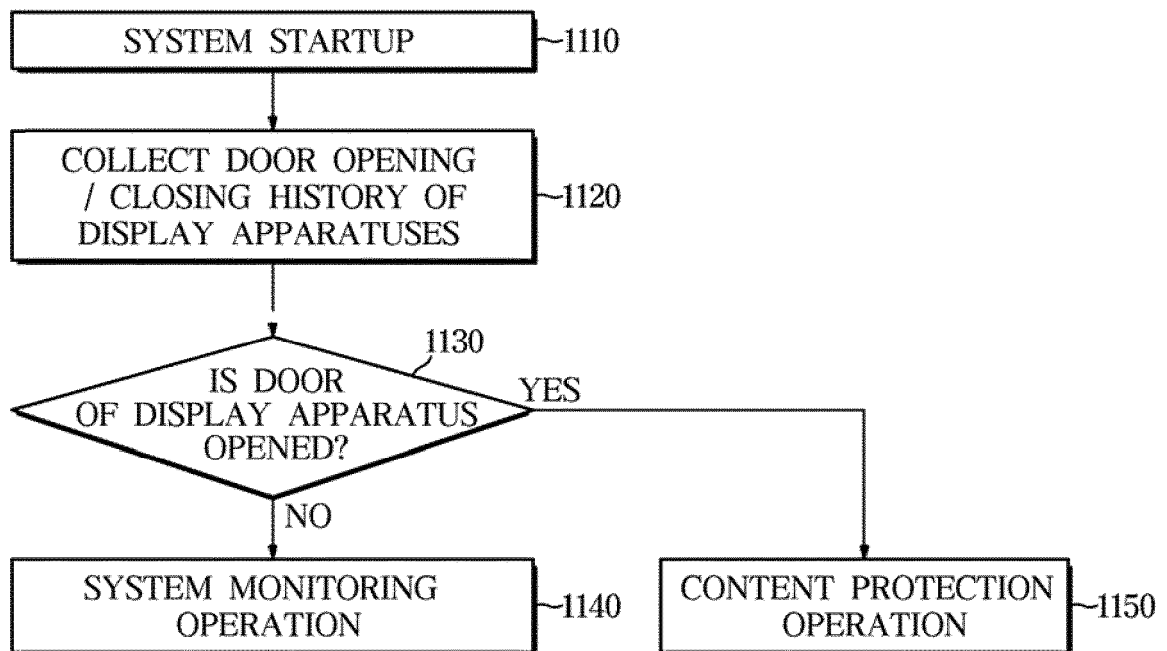 SYSTEM STARTUP
1110
COLLECT DOOR OPENING
/ CLOSING HISTORY OF
DISPLAY APPARATUSES
1120
1130
IS DOOR
OF DISPLAY APPARATUS
OPENED?
YES
NO
SYSTEM MONITORING
OPERATION
1140
CONTENT PROTECTION
OPERATION
1150